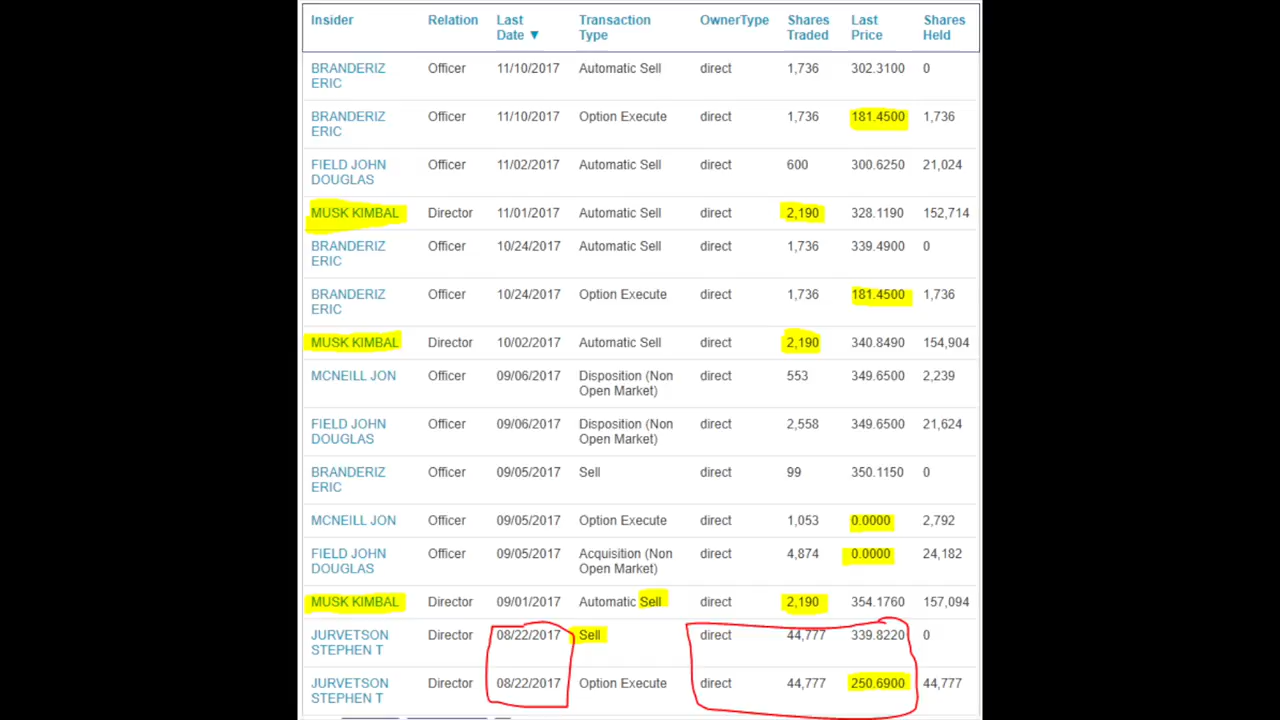 Insider Relation Last Date ▼ Transaction Type OwnerType Shares Traded Last Price Shares Held
BRANDERIZ ERIC Officer 11/10/2017 Automatic Sell direct 1,736 302.3100 0
BRANDERIZ ERIC Officer 11/10/2017 Option Execute direct 1,736 181.4500 1,736
FIELD JOHN DOUGLAS Officer 11/02/2017 Automatic Sell direct 600 300.6250 21,024
MUSK KIMBAL Director 11/01/2017 Automatic Sell direct 2,190 328.1190 152,714
BRANDERIZ ERIC Officer 10/24/2017 Automatic Sell direct 1,736 339.4900 0
BRANDERIZ ERIC Officer 10/24/2017 Option Execute direct 1,736 181.4500 1,736
MUSK KIMBAL Director 10/02/2017 Automatic Sell direct 2,190 340.8490 154,904
MCNEILL JON Officer 09/06/2017 Disposition (Non Open Market) direct 553 349.6500 2,239
FIELD JOHN DOUGLAS Officer 09/06/2017 Disposition (Non Open Market) direct 2,558 349.6500 21,624
BRANDERIZ ERIC Officer 09/05/2017 Sell direct 99 350.1150 0
MCNEILL JON Officer 09/05/2017 Option Execute direct 1,053 0.0000 2,792
FIELD JOHN DOUGLAS Officer 09/05/2017 Acquisition (Non Open Market) direct 4,874 0.0000 24,182
MUSK KIMBAL Director 09/01/2017 Automatic Sell direct 2,190 354.1760 157,094
JURVETSON STEPHEN T Director 08/22/2017 Sell direct 44,777 339.8220 0
JURVETSON STEPHEN T Director 08/22/2017 Option Execute direct 44,777 250.6900 44,777